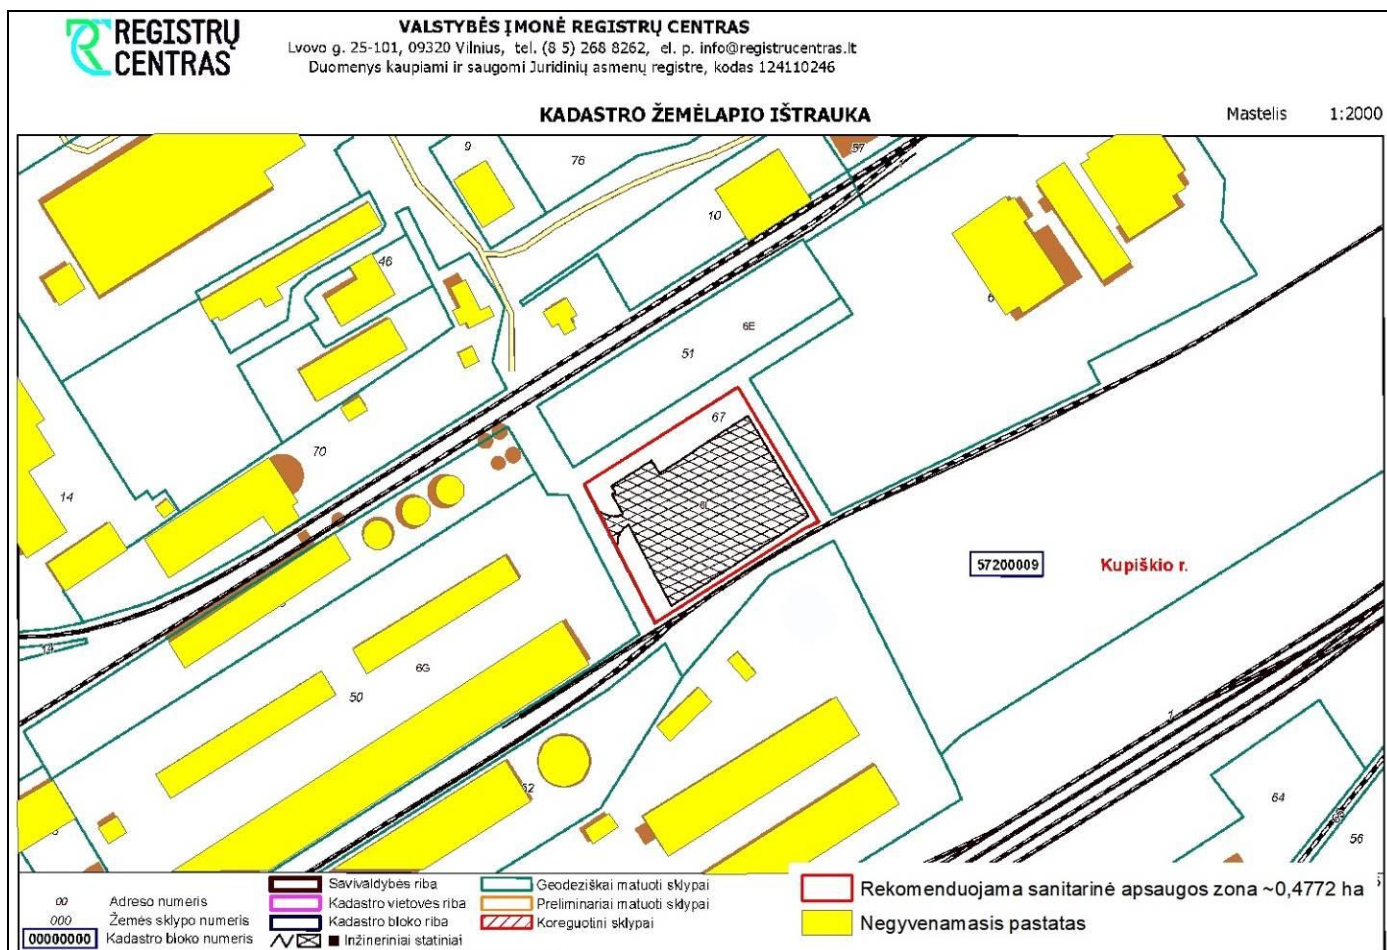 REGISTRŲ
CENTRAS
VALSTYBĖS ĮMONĖ REGISTRŲ CENTRAS
Lvovo g. 25-101, 09320 Vilnius, tel. (8 5) 268 8262, el. p. info@registrucentras.lt
Duomenys kaupiami ir saugomi Juridinių asmenų registre, kodas 124110246
KADASTRO ŽEMĖLAPIO IŠTRAUKA
Mastelis 1:2000
9
76
57
10
46
6E
51
67
70
14
57200009
Kupiškio r.
6G
50
1
52
64
56
00 Adreso numeris
000 Žemės sklypo numeris
00000000 Kadastro bloko numeris
Savivaldybės riba
Kadastro vietovės riba
Kadastro bloko riba
Inžineriniai statiniai
Geodeziškai matuoti sklypai
Preliminariai matuoti sklypai
Koreguotini sklypai
Rekomenduojama sanitarinė apsaugos zona ~0,4772 ha
Negyvenamasis pastatas